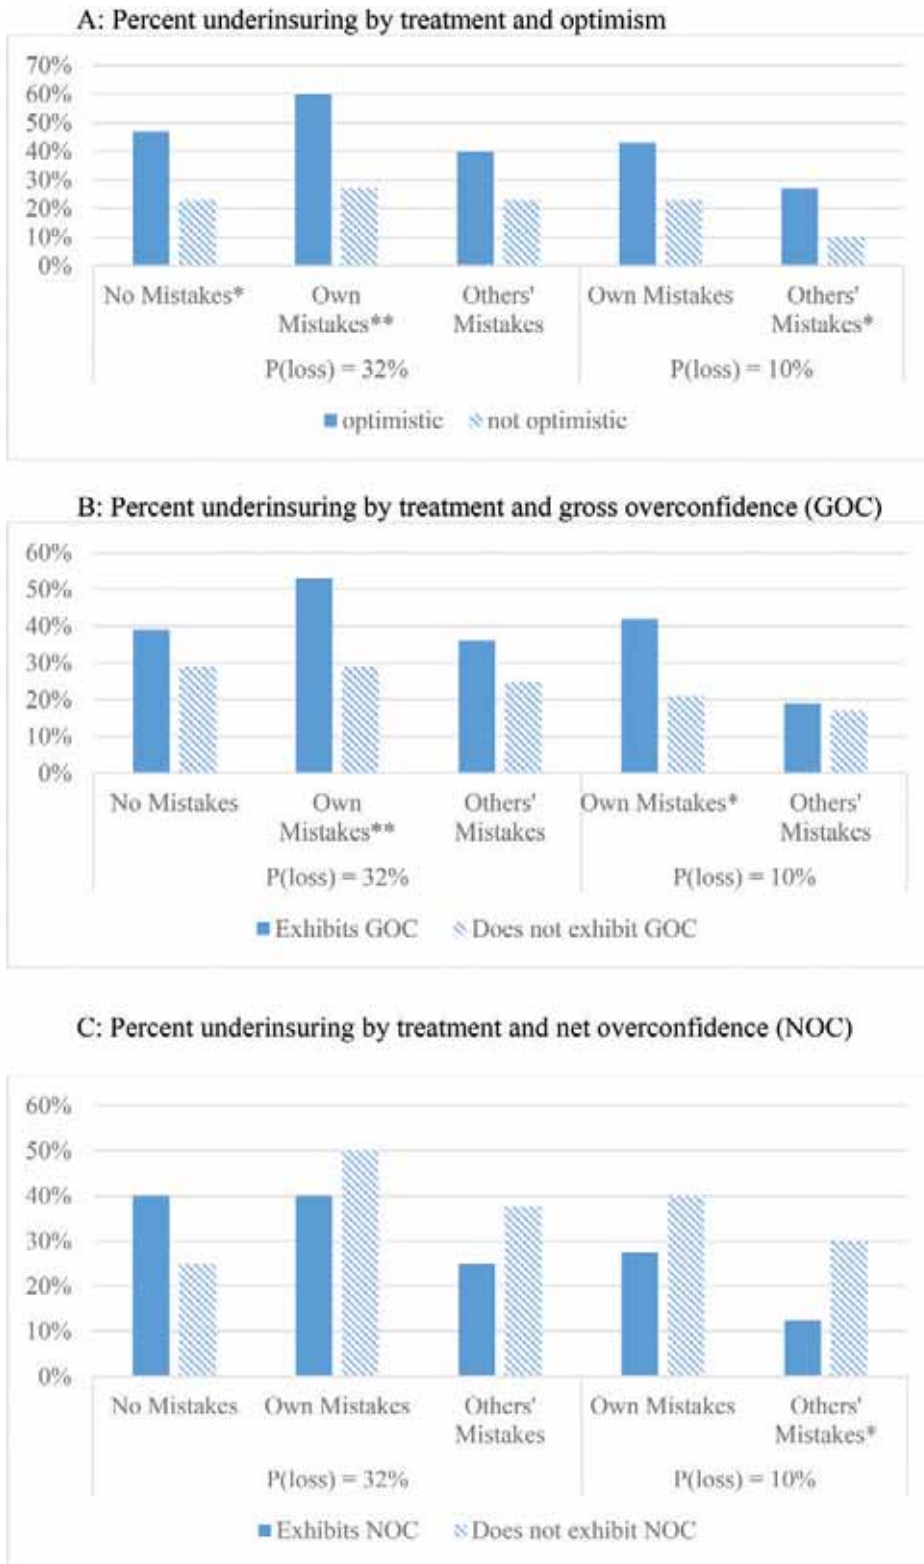 A: Percent underinsuring by treatment and optimism
70%
60%
50%
40%
30%
20%
10%
0%
No Mistakes*
Own
Mistakes**
Others'
Mistakes
Own Mistakes
Others'
Mistakes*
P(loss) = 32%
P(loss) = 10%
optimistic
not optimistic
B: Percent underinsuring by treatment and gross overconfidence (GOC)
60%
50%
40%
30%
20%
10%
0%
No Mistakes
Own
Mistakes**
Others'
Mistakes
Own Mistakes*
Others'
Mistakes
P(loss) = 32%
P(loss) = 10%
Exhibits GOC
Does not exhibit GOC
C: Percent underinsuring by treatment and net overconfidence (NOC)
60%
50%
40%
30%
20%
10%
0%
No Mistakes
Own Mistakes
Others'
Mistakes
Own Mistakes
Others'
Mistakes*
P(loss) = 32%
P(loss) = 10%
Exhibits NOC
Does not exhibit NOC